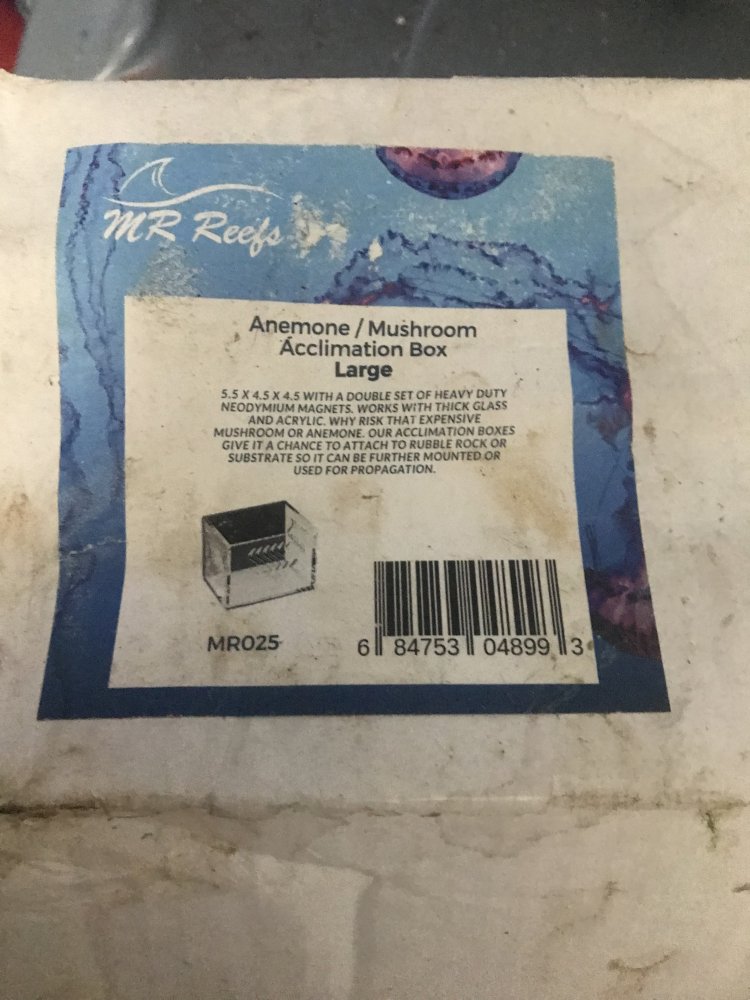 MR Reefs
Anemone / Mushroom
Acclimation Box
Large
5.5 X 4.5 X 4.5 WITH A DOUBLE SET OF HEAVY DUTY
NEODYMIUM MAGNETS. WORKS WITH THICK GLASS
AND ACRYLIC. WHY RISK THAT EXPENSIVE
MUSHROOM OR ANEMONE. OUR ACCLIMATION BOXES
GIVE IT A CHANCE TO ATTACH TO RUBBLE ROCK OR
SUBSTRATE SO IT CAN BE FURTHER MOUNTED OR
USED FOR PROPAGATION.
MR025
6 84753 04899 3